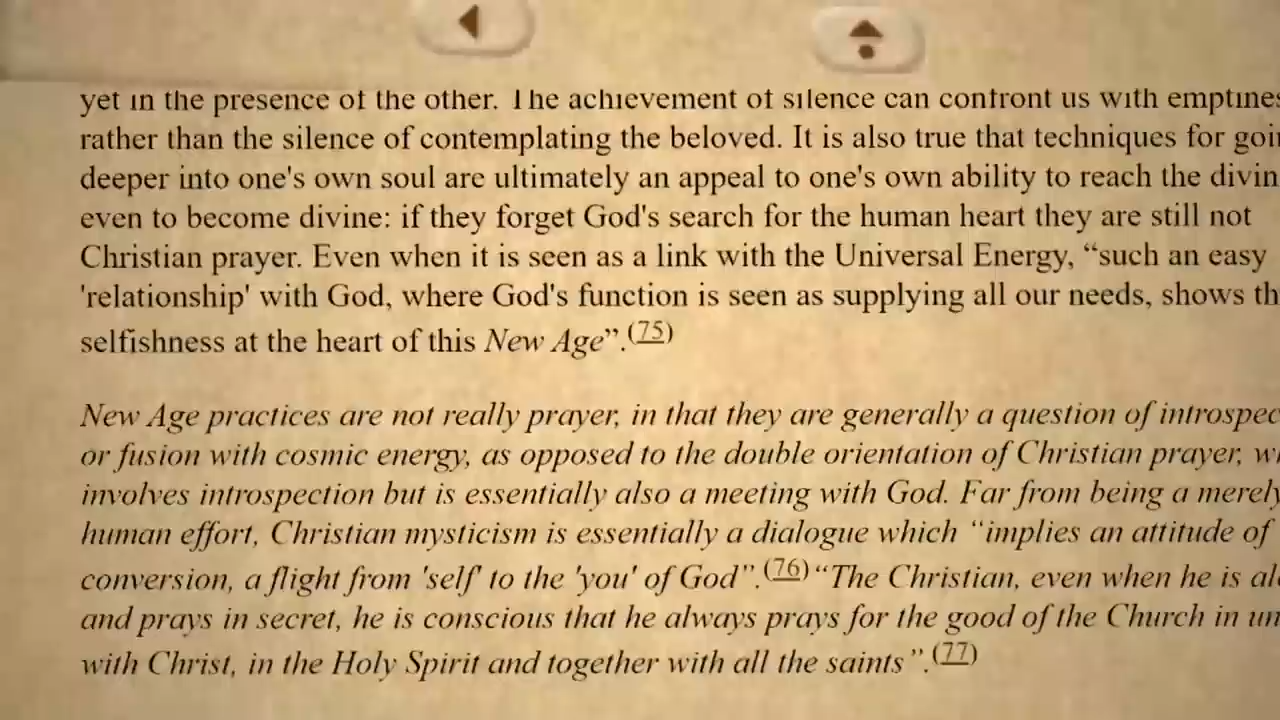 yet in the presence of the other. The achievement of silence can confront us with emptines
rather than the silence of contemplating the beloved. It is also true that techniques for goin
deeper into one's own soul are ultimately an appeal to one's own ability to reach the divin
even to become divine: if they forget God's search for the human heart they are still not
Christian prayer. Even when it is seen as a link with the Universal Energy, “such an easy
'relationship' with God, where God's function is seen as supplying all our needs, shows th
selfishness at the heart of this New Age”.(75)
New Age practices are not really prayer, in that they are generally a question of introspec
or fusion with cosmic energy, as opposed to the double orientation of Christian prayer, w
involves introspection but is essentially also a meeting with God. Far from being a merely
human effort, Christian mysticism is essentially a dialogue which “implies an attitude of
conversion, a flight from 'self' to the 'you' of God”.(76) “The Christian, even when he is al
and prays in secret, he is conscious that he always prays for the good of the Church in un
with Christ, in the Holy Spirit and together with all the saints”.(77)